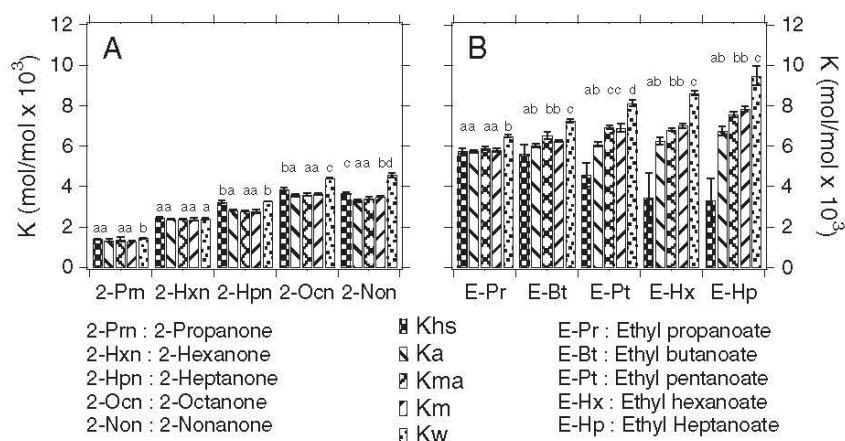 12
10
8
6
4
2
0
K (mol/mol x 10³)
A
aa aa b
aa aa a
ba aa b
ba aa c
c aa bd
2-Prn 2-Hxn 2-Hpn 2-Ocn 2-Non
B
aa aa b
ab bb c
ab cc d
ab bb c
ab bb c
E-Pr E-Bt E-Pt E-Hx E-Hp
12
10
8
6
4
2
0
K (mol/mol x 10³)
2-Prn : 2-Propanone
2-Hxn : 2-Hexanone
2-Hpn : 2-Heptanone
2-Ocn : 2-Octanone
2-Non : 2-Nonanone
Khs
Ka
Kma
Km
Kw
E-Pr : Ethyl propanoate
E-Bt : Ethyl butanoate
E-Pt : Ethyl pentanoate
E-Hx : Ethyl hexanoate
E-Hp : Ethyl Heptanoate